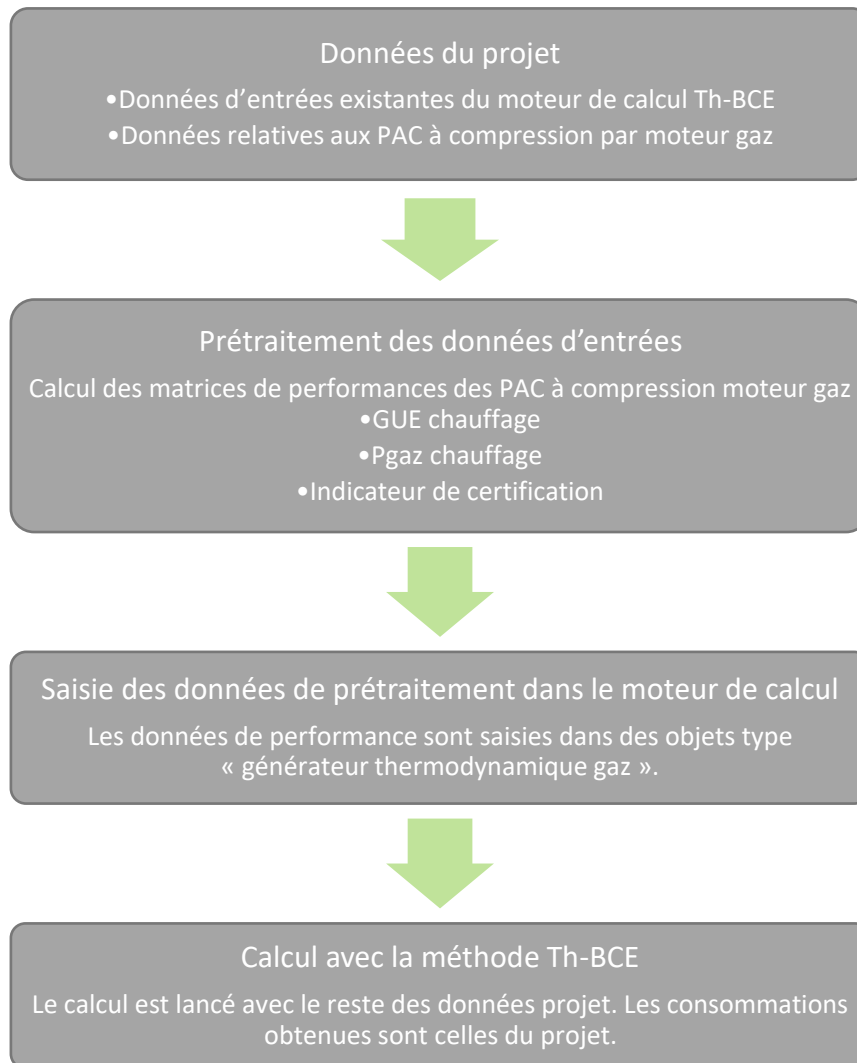 Données du projet
•Données d’entrées existantes du moteur de calcul Th-BCE
•Données relatives aux PAC à compression par moteur gaz
Prétraitement des données d’entrées
Calcul des matrices de performances des PAC à compression moteur gaz
•GUE chauffage
•Pgaz chauffage
•Indicateur de certification
Saisie des données de prétraitement dans le moteur de calcul
Les données de performance sont saisies dans des objets type
« générateur thermodynamique gaz ».
Calcul avec la méthode Th-BCE
Le calcul est lancé avec le reste des données projet. Les consommations
obtenues sont celles du projet.